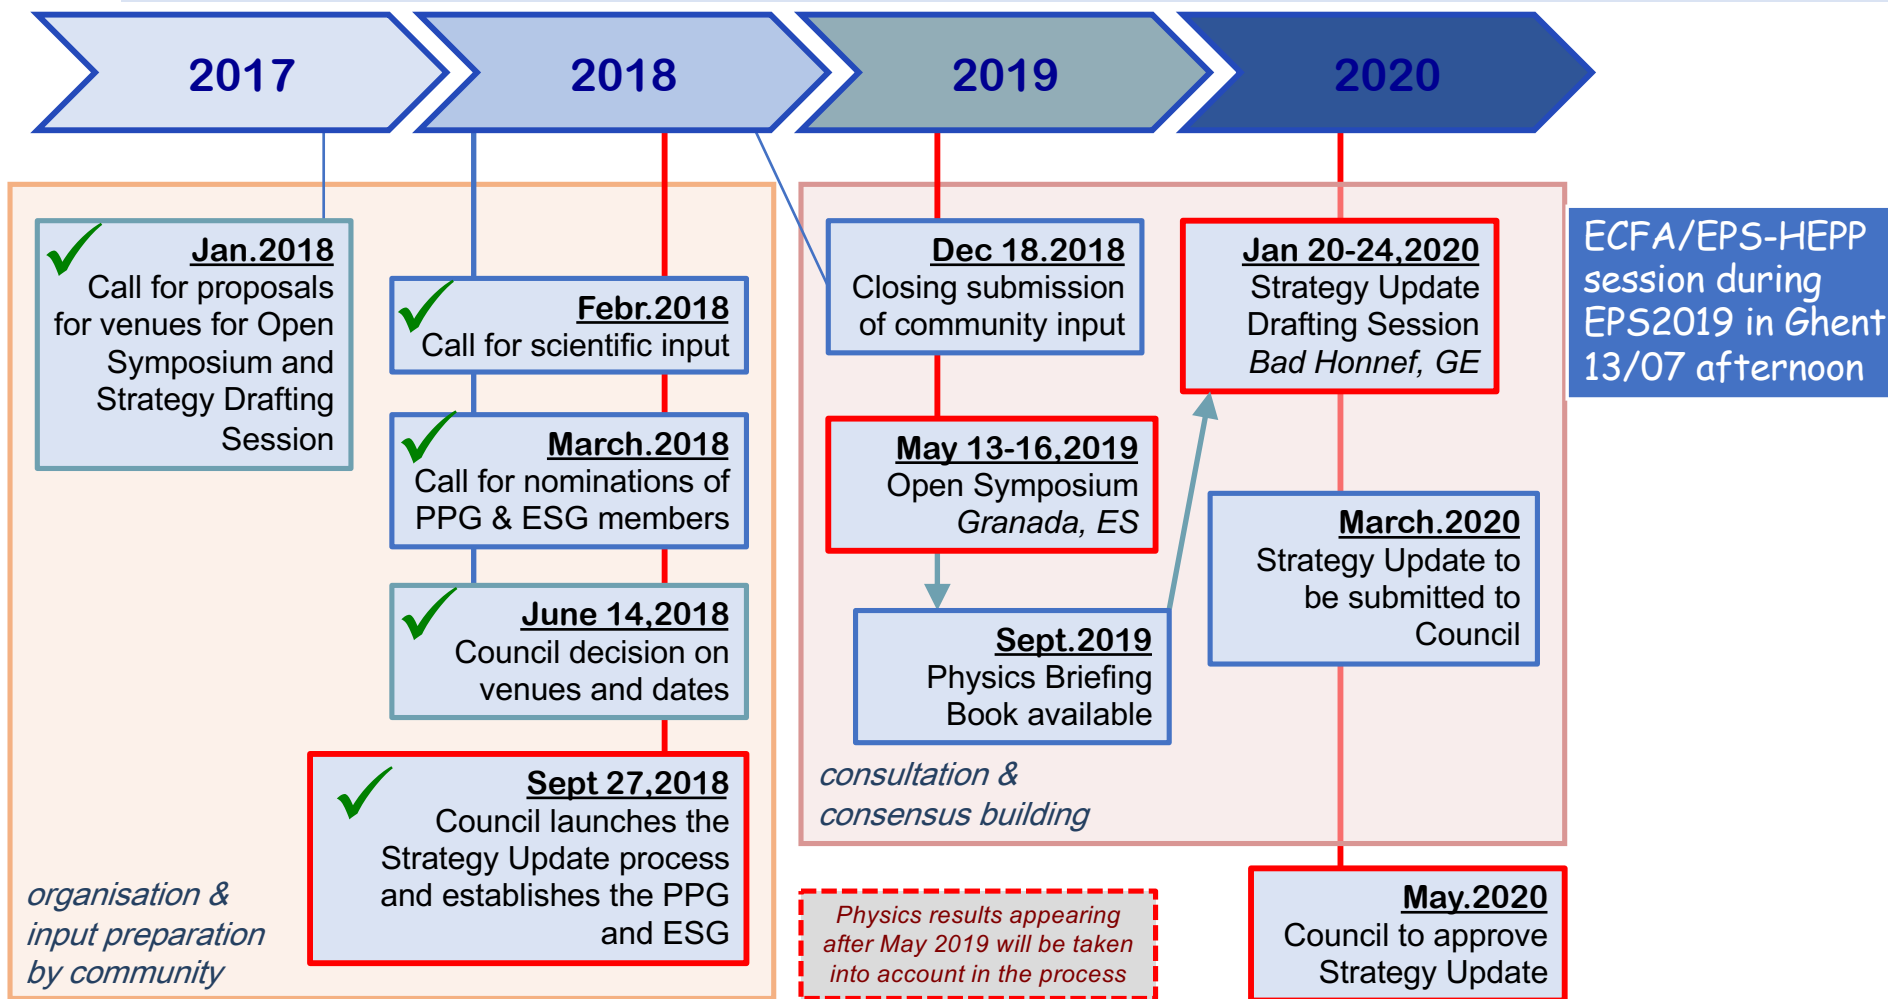 2017
2018
2019
2020
Jan.2018
Call for proposals
for venues for Open
Symposium and
Strategy Drafting
Session
Febr.2018
Call for scientific input
March.2018
Call for nominations of
PPG & ESG members
June 14,2018
Council decision on
venues and dates
Sept 27,2018
Council launches the
Strategy Update process
and establishes the PPG
and ESG
organisation &
input preparation
by community
Dec 18.2018
Closing submission
of community input
May 13-16,2019
Open Symposium
Granada, ES
Sept.2019
Physics Briefing
Book available
consultation &
consensus building
Physics results appearing
after May 2019 will be taken
into account in the process
Jan 20-24,2020
Strategy Update
Drafting Session
Bad Honnef, GE
March.2020
Strategy Update to
be submitted to
Council
May.2020
Council to approve
Strategy Update
ECFA/EPS-HEPP
session during
EPS2019 in Ghent
13/07 afternoon